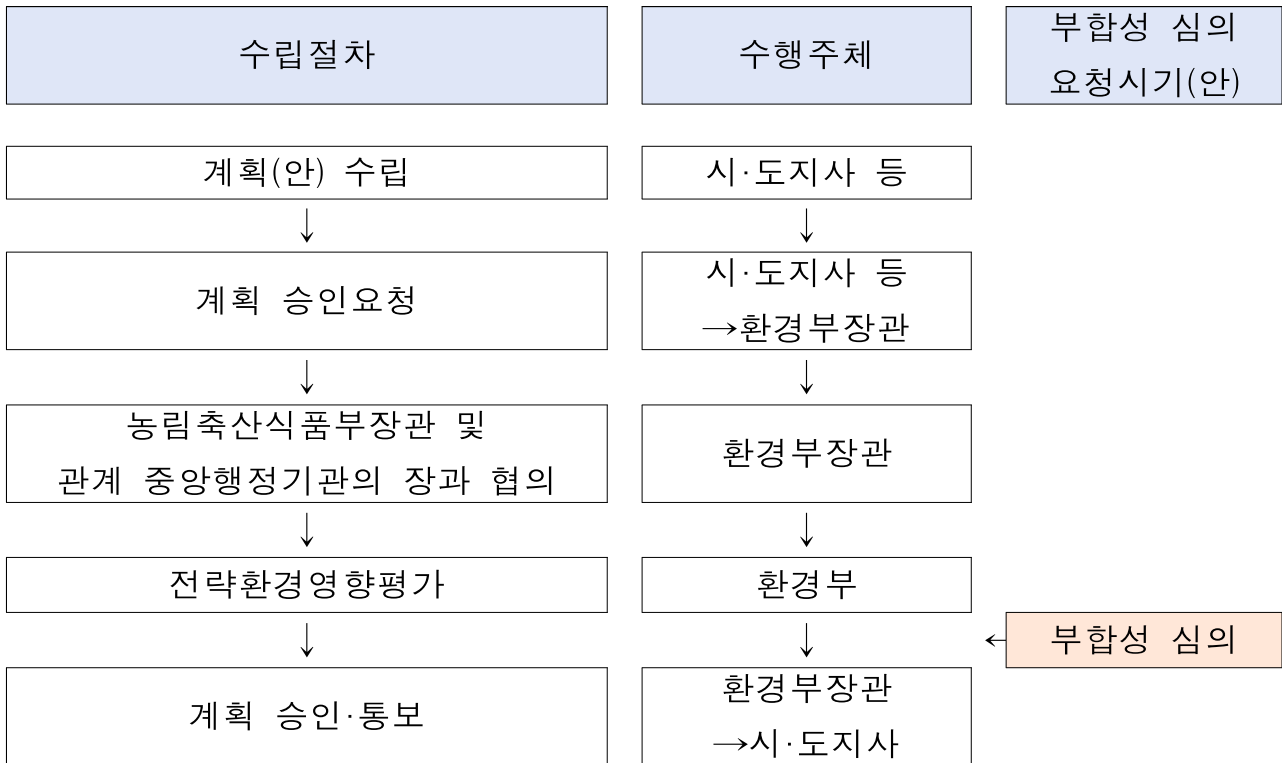 수립절차
수행주체
부합성 심의
요청시기(안)
계획(안) 수립
시·도지사 등
↓
↓
계획 승인요청
시·도지사 등
→환경부장관
↓
↓
농림축산식품부장관 및
관계 중앙행정기관의 장과 협의
환경부장관
↓
↓
전략환경영향평가
환경부
↓
↓
←
부합성 심의
계획 승인·통보
환경부장관
→시·도지사